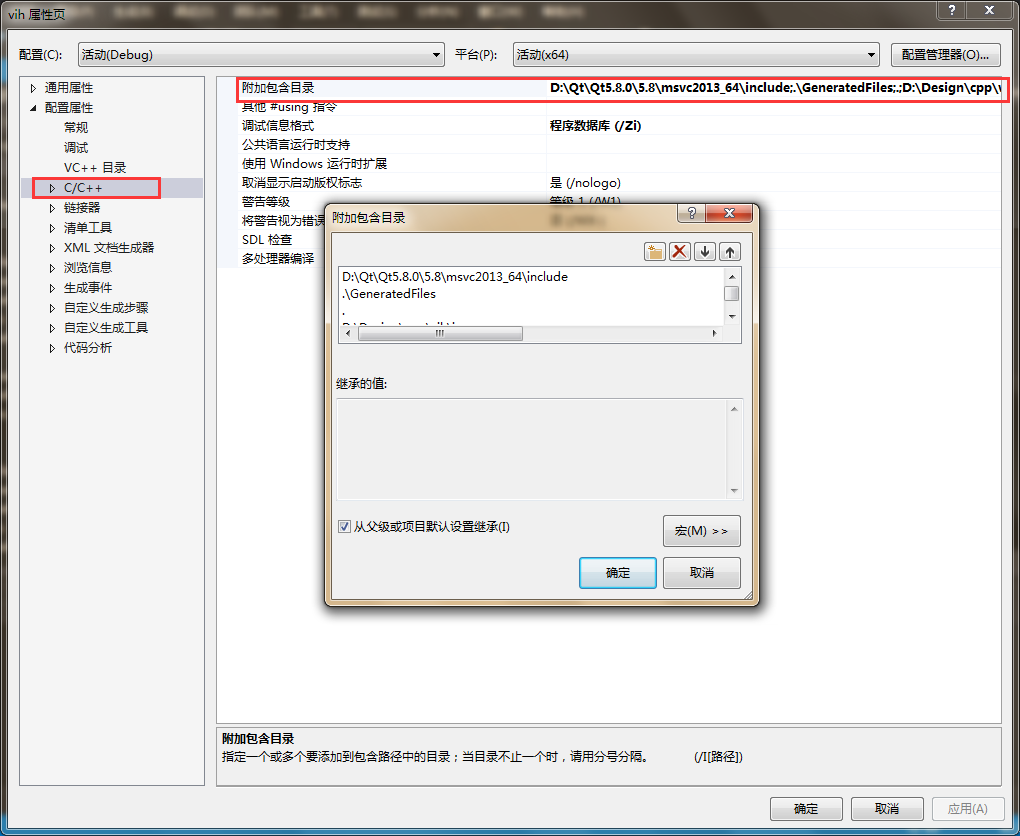 vih 属性页
配置(C): 活动(Debug) 平台(P): 活动(x64) 配置管理器(O)...
通用属性
配置属性
常规
调试
VC++ 目录
C/C++
链接器
清单工具
XML 文档生成器
浏览信息
生成事件
自定义生成步骤
自定义生成工具
代码分析
附加包含目录 D:\Qt\Qt5.8.0\5.8\msvc2013_64\include;.\GeneratedFiles;.;D:\Design\cpp\
其他 #using 指令
调试信息格式 程序数据库 (/Zi)
公共语言运行时支持
使用 Windows 运行时扩展
取消显示启动版权标志 是 (/nologo)
警告等级 等级 1 (/W1)
将警告视为错误
SDL 检查
多处理器编译
附加包含目录
D:\Qt\Qt5.8.0\5.8\msvc2013_64\include
.\GeneratedFiles
.
继承的值:
从父级或项目默认设置继承(I)
宏(M) >>
确定 取消
附加包含目录
指定一个或多个要添加到包含路径中的目录；当目录不止一个时，请用分号分隔。 (/I[路径])
确定 取消 应用(A)